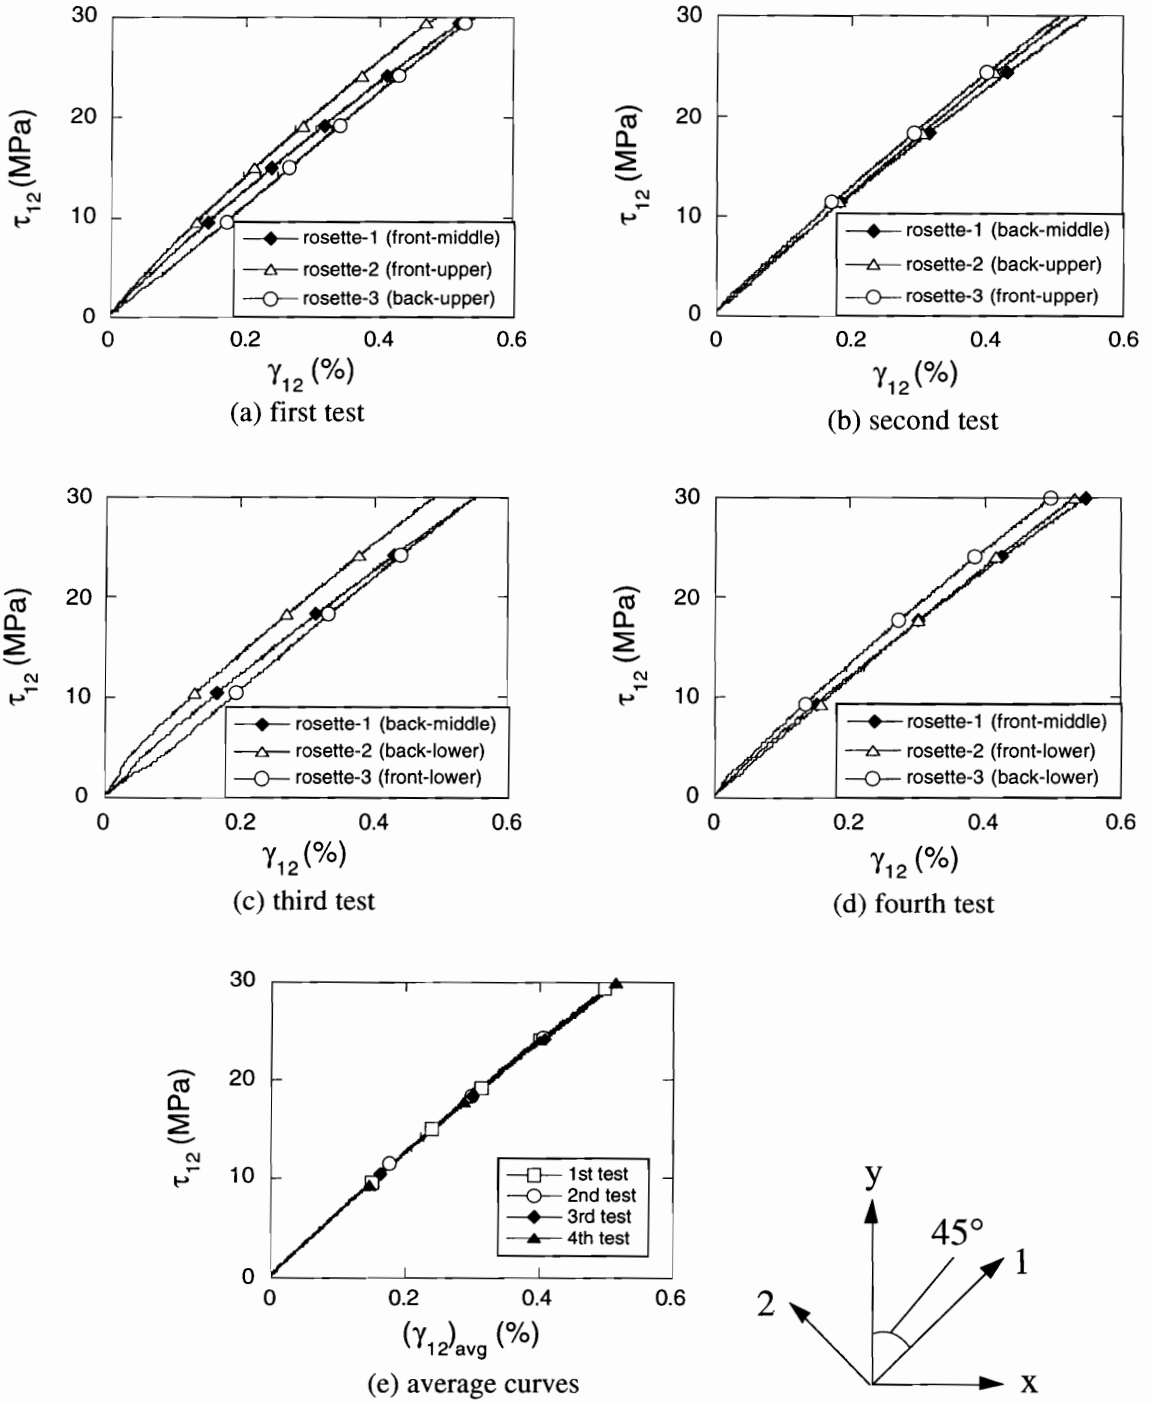 30
20
10
0
τ12 (MPa)
rosette-1 (front-middle)
rosette-2 (front-upper)
rosette-3 (back-upper)
0 0.2 0.4 0.6
γ12 (%)
(a) first test
30
20
10
0
τ12 (MPa)
rosette-1 (back-middle)
rosette-2 (back-upper)
rosette-3 (front-upper)
0 0.2 0.4 0.6
γ12 (%)
(b) second test
30
20
10
0
τ12 (MPa)
rosette-1 (back-middle)
rosette-2 (back-lower)
rosette-3 (front-lower)
0 0.2 0.4 0.6
γ12 (%)
(c) third test
30
20
10
0
τ12 (MPa)
rosette-1 (front-middle)
rosette-2 (front-lower)
rosette-3 (back-lower)
0 0.2 0.4 0.6
γ12 (%)
(d) fourth test
30
20
10
0
τ12 (MPa)
1st test
2nd test
3rd test
4th test
0 0.2 0.4 0.6
(γ12)avg (%)
(e) average curves
y
45°
1
2
x